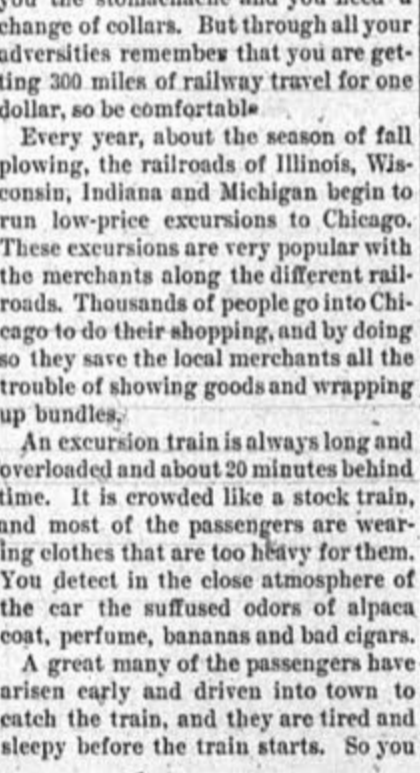 you the stomachache and you need a
change of collars. But through all your
adversities remember that you are get-
ting 300 miles of railway travel for one
dollar, so be comfortable
Every year, about the season of fall
plowing, the railroads of Illinois, Wis-
consin, Indiana and Michigan begin to
run low-price excursions to Chicago.
These excursions are very popular with
the merchants along the different rail-
roads. Thousands of people go into Chi-
cago to do their shopping, and by doing
so they save the local merchants all the
trouble of showing goods and wrapping
up bundles.
An excursion train is always long and
overloaded and about 20 minutes behind
time. It is crowded like a stock train,
and most of the passengers are wear-
ing clothes that are too heavy for them.
You detect in the close atmosphere of
the car the suffused odors of alpaca
coat, perfume, bananas and bad cigars.
A great many of the passengers have
arisen early and driven into town to
catch the train, and they are tired and
sleepy before the train starts. So you